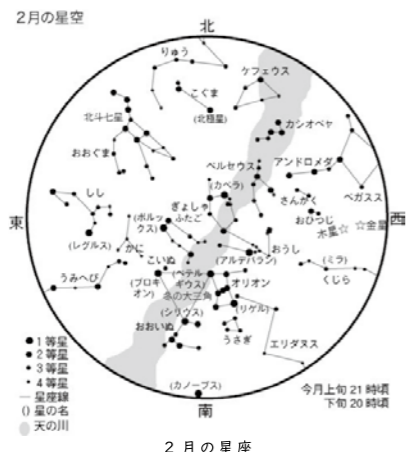 2月の星空
北
りゅう
ケフェウス
こぐま
(北極星)
カシオペヤ
北斗七星
おおぐま
ペルセウス
アンドロメダ
(カペラ)
ペガスス
しし
ぎょしゃ
さんかく
ふたご
(ポルッ
クス)
おひつじ
東
木星☆
☆金星
西
(レグルス)
かに
(アルデバラン)
おうし
(ミラ)
くじら
うみへび
こいぬ
(プロキ
オン)
(ベテル
ギウス)
オリオン
冬の大三角
(シリウス)
(リゲル)
おおいぬ
うさぎ
エリダヌス
(カノープス)
南
●1等星
●2等星
•3等星
・4等星
―星座線
()星の名
天の川
今月上旬21時頃
下旬20時頃
2月の星座